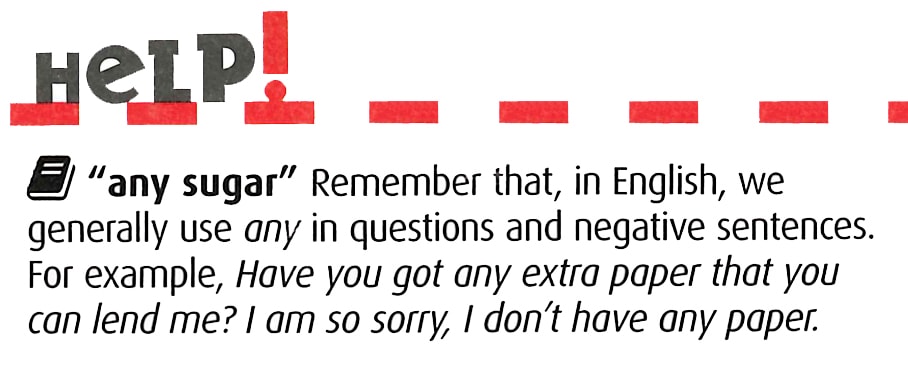 HeLP!
"any sugar" Remember that, in English, we
generally use any in questions and negative sentences.
For example, Have you got any extra paper that you
can lend me? I am so sorry, I don't have any paper.